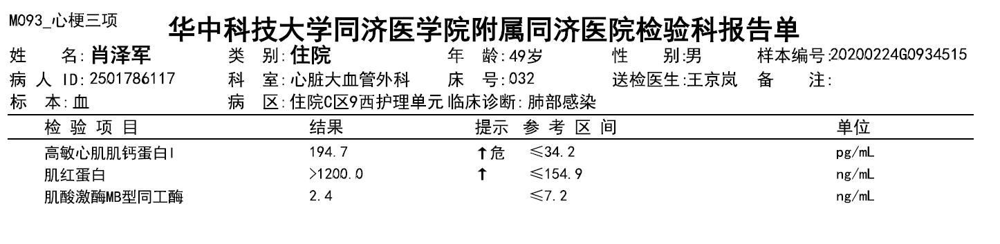 M093_心梗三项
华中科技大学同济医学院附属同济医院检验科报告单
姓 名: 肖泽军 类 别: 住院 年 龄: 49岁 性 别:男 样本编号:20200224G0934515
病 人 ID: 2501786117 科 室: 心脏大血管外科 床 号: 032 送检医生:王京岚 备 注:
标 本: 血 病 区: 住院C区9西护理单元 临床诊断: 肺部感染
检 验 项 目 结果 提示 参 考 区 间 单位
高敏心肌肌钙蛋白I 194.7 ↑危 ≤34.2 pg/mL
肌红蛋白 >1200.0 ↑ ≤154.9 ng/mL
肌酸激酶MB型同工酶 2.4 ≤7.2 ng/mL